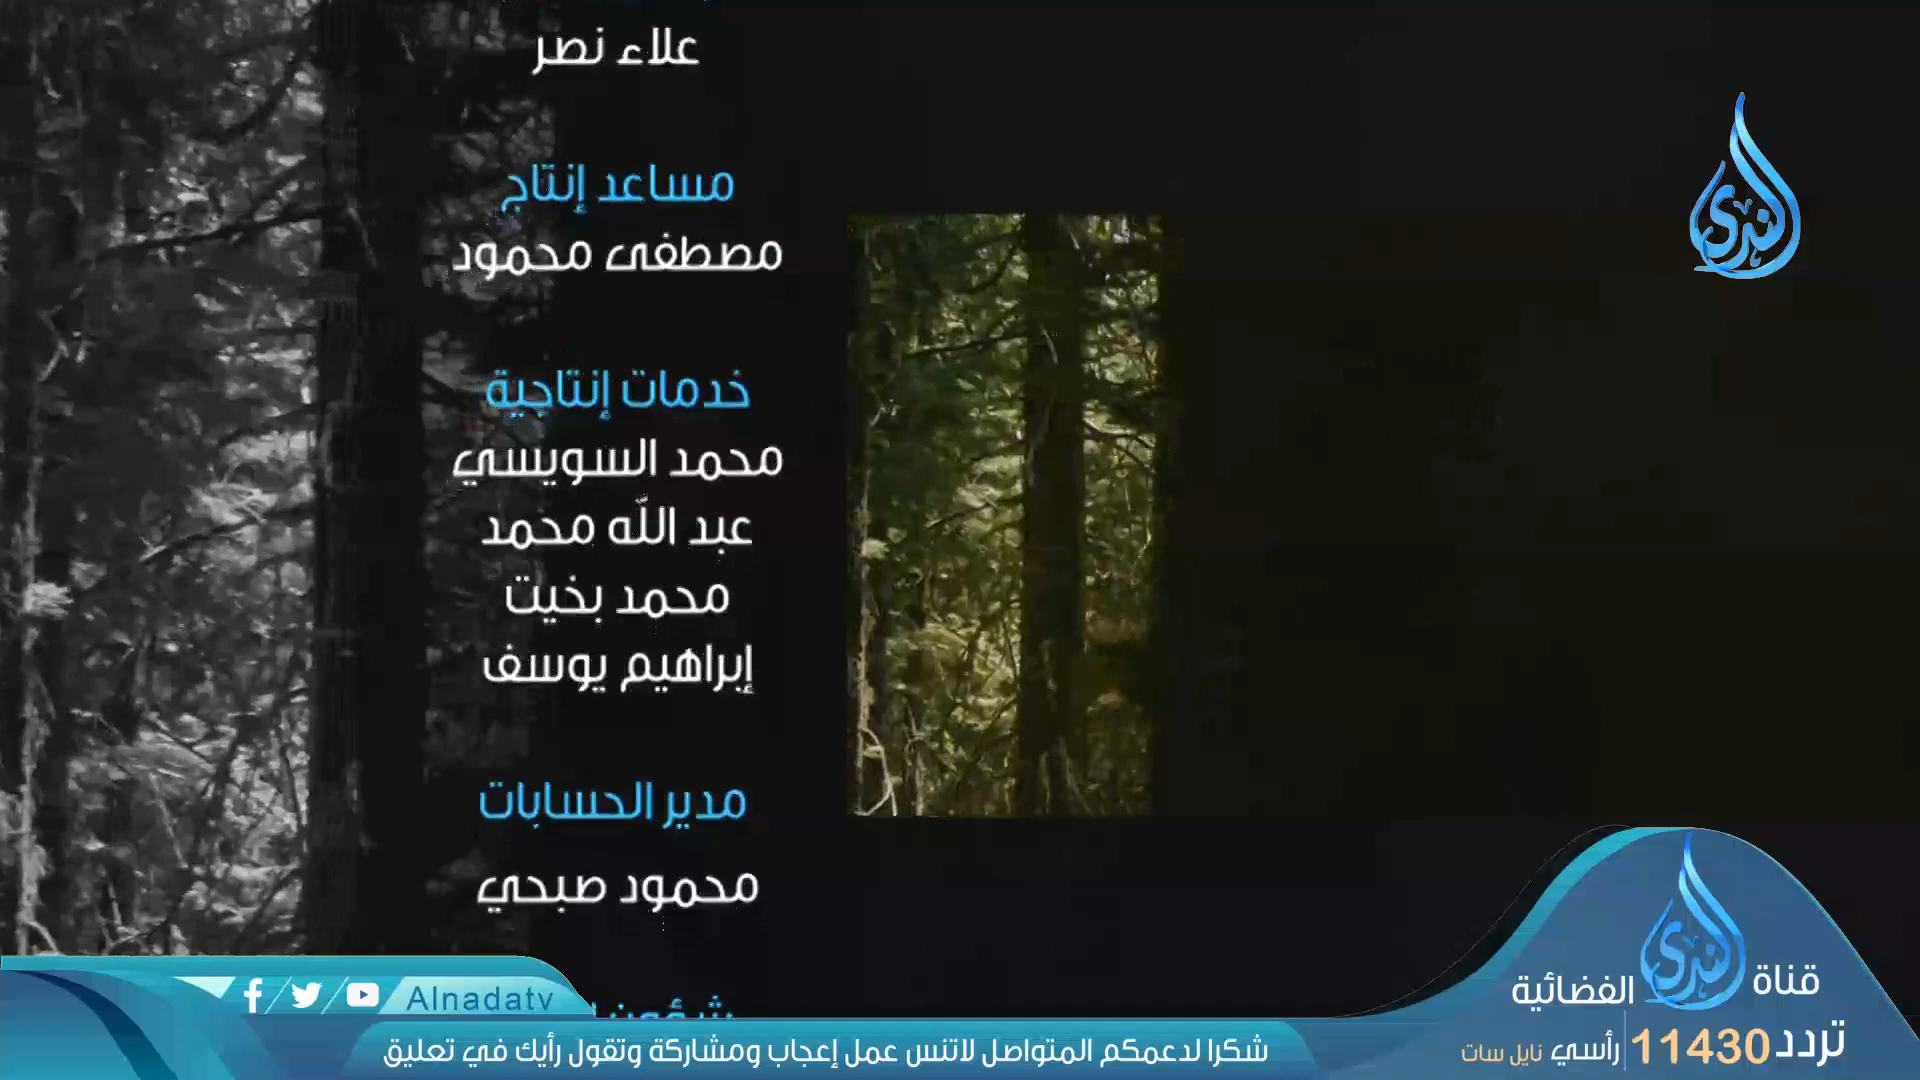 علاء نصر
مساعد إنتاج
مصطفى محمود
خدمات إنتاجية
محمد السويسي
عبد الله محمد
محمد بخيت
إبراهيم يوسف
مدير الحسابات
محمود صبحي
الندى
قناة الندى الفضائية
تردد 11430 رأسي نايل سات
Alnadatv
شكرا لدعمكم المتواصل لاتنس عمل إعجاب ومشاركة وتقول رأيك في تعليق